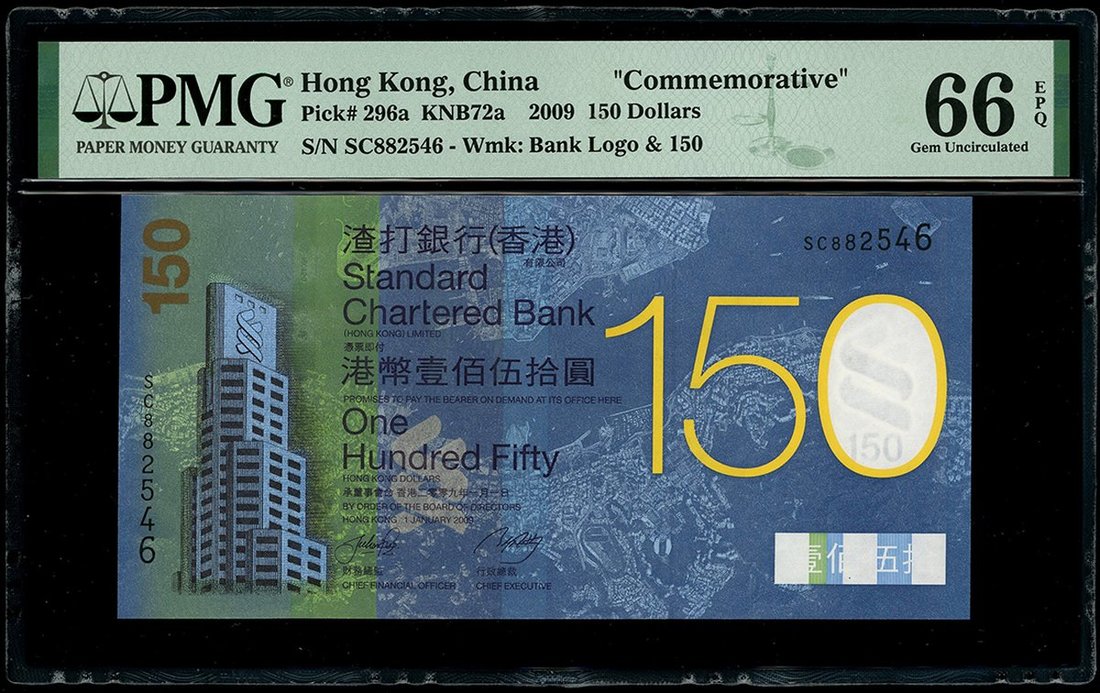 PMG®
PAPER MONEY GUARANTY
Hong Kong, China "Commemorative"
Pick# 296a KNB72a 2009 150 Dollars
S/N SC882546 - Wmk: Bank Logo & 150
66
EPQ
Gem Uncirculated
150
SC882546
渣打銀行(香港)
有限公司
Standard
Chartered Bank
(HONG KONG) LIMITED
憑票即付
港幣壹佰伍拾圓
PROMISES TO PAY THE BEARER ON DEMAND AT ITS OFFICE HERE
One
Hundred Fifty
HONG KONG DOLLARS
承董事會命 香港二零零九年一月一日
BY ORDER OF THE BOARD OF DIRECTORS
HONG KONG 1 JANUARY 2009
財務總監
CHIEF FINANCIAL OFFICER
行政總裁
CHIEF EXECUTIVE
SC882546
150
150